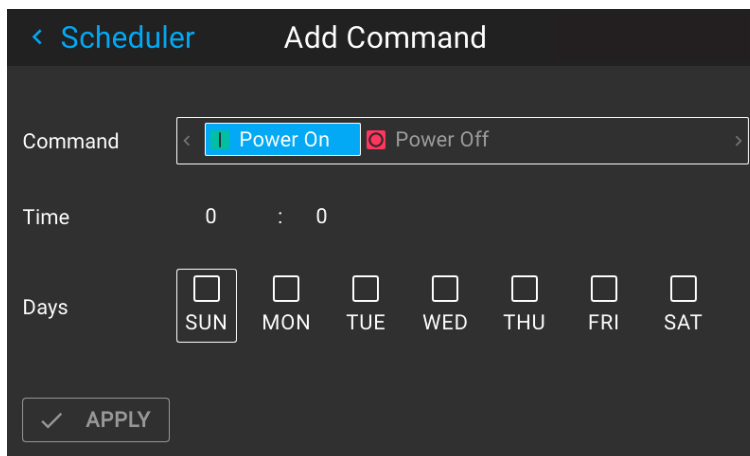 < Scheduler Add Command
Command < Power On Power Off >
Time 0 : 0
Days SUN MON TUE WED THU FRI SAT
APPLY